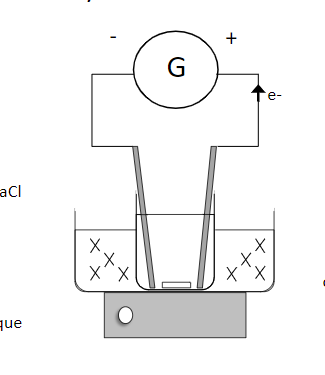 - +
G
e-
aCl
que
X X
X X
X X X X